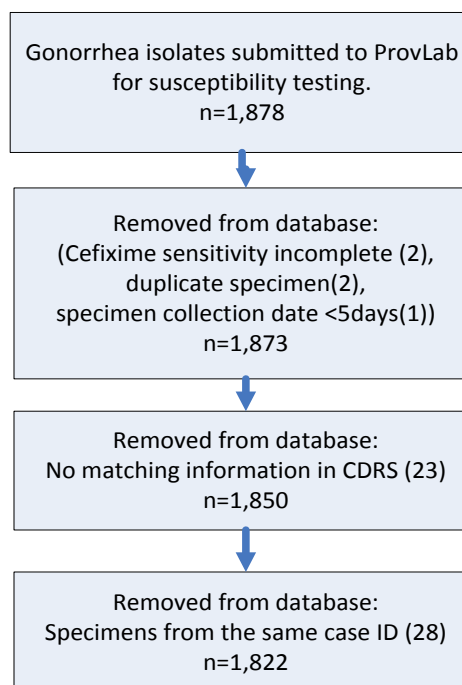 Gonorrhea isolates submitted to ProvLab
for susceptibility testing.
n=1,878
Removed from database:
(Cefixime sensitivity incomplete (2),
duplicate specimen(2),
specimen collection date <5days(1))
n=1,873
Removed from database:
No matching information in CDRS (23)
n=1,850
Removed from database:
Specimens from the same case ID (28)
n=1,822